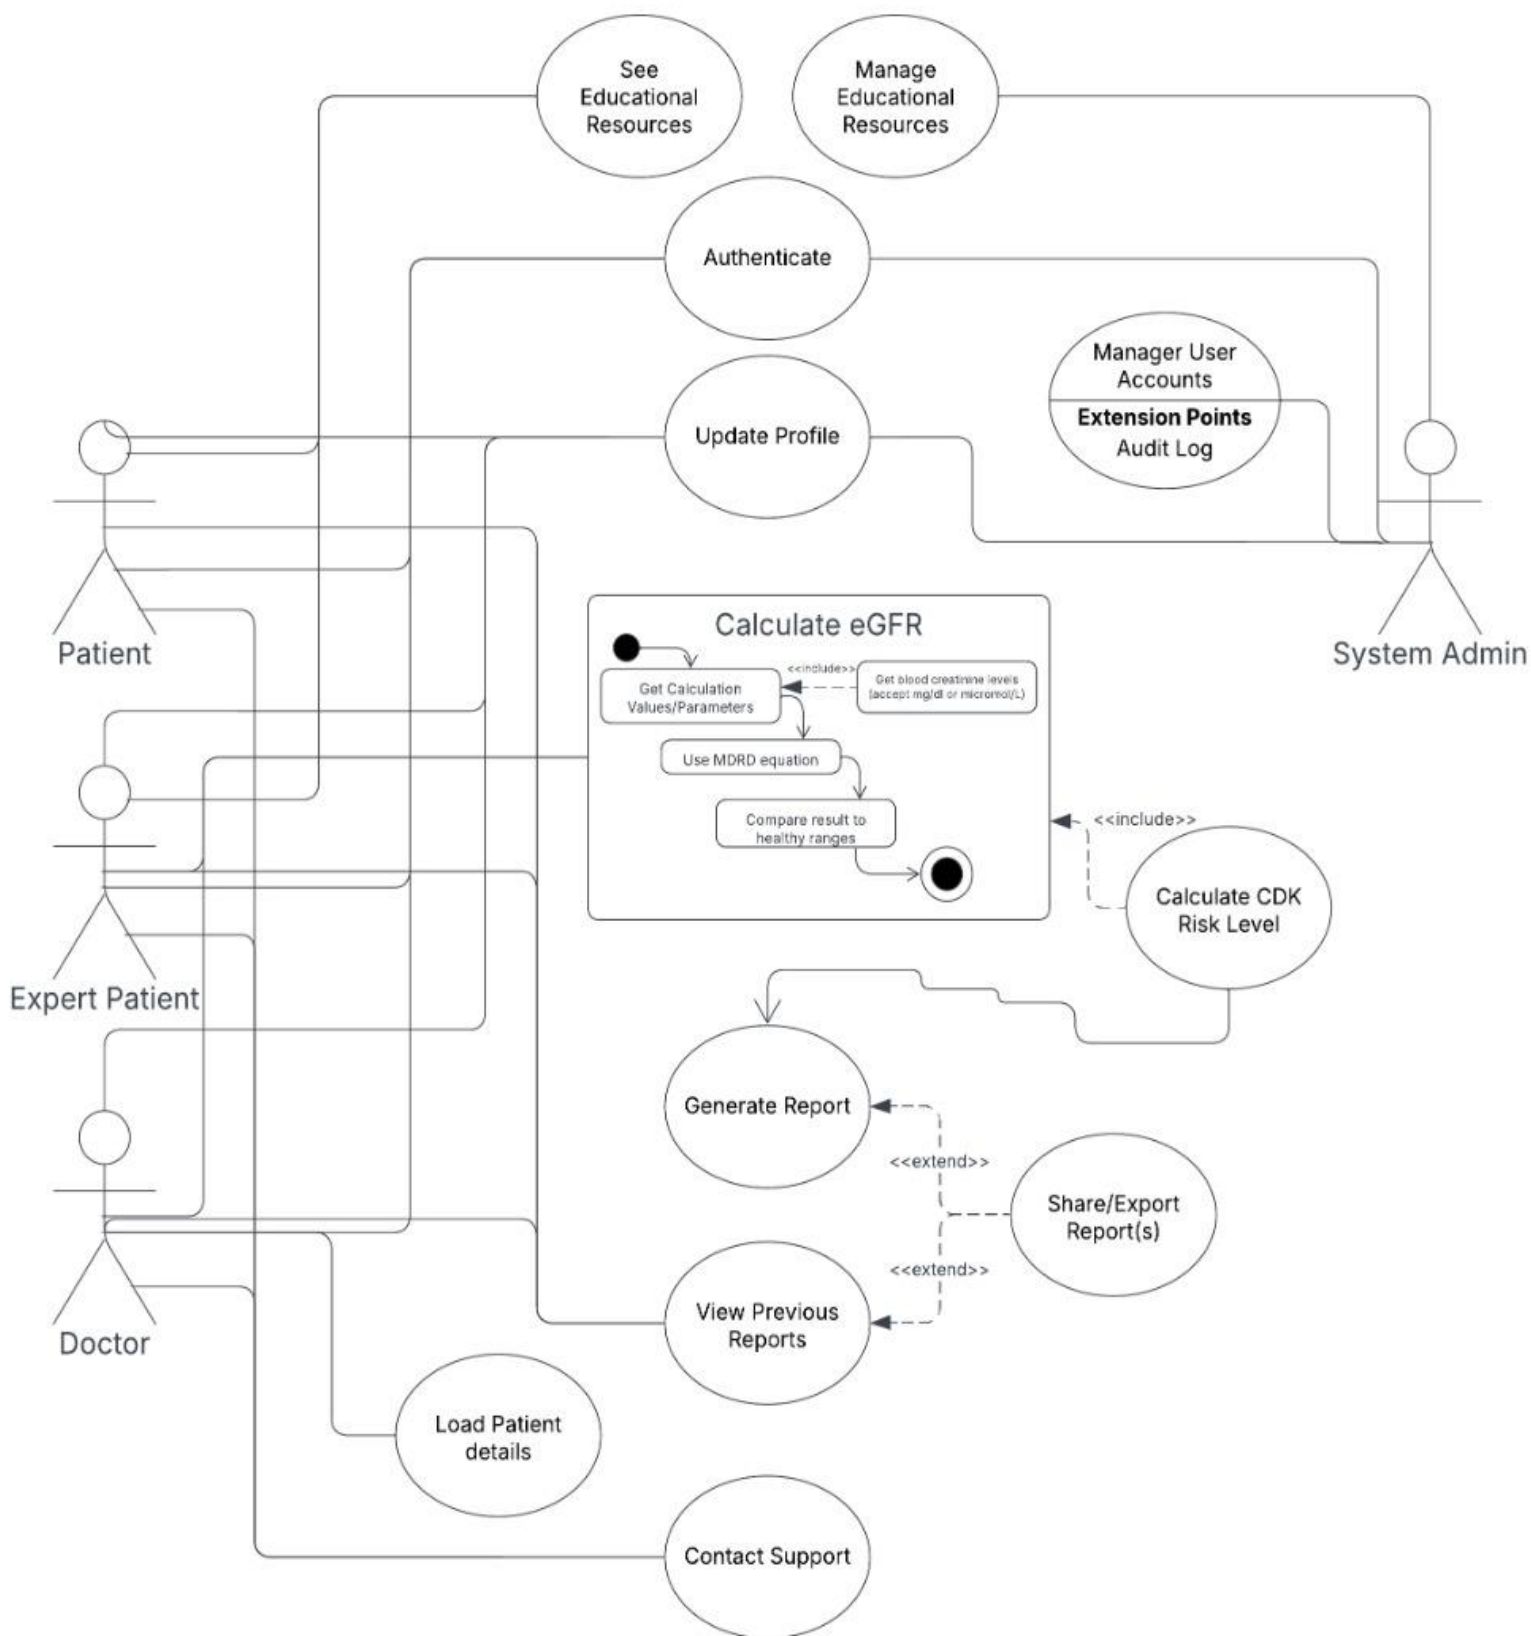 See
Educational
Resources
Manage
Educational
Resources
Authenticate
Manager User
Accounts
Extension Points
Audit Log
Update Profile
Patient
System Admin
Calculate eGFR
<<include>>
Get blood creatinine levels
(accept mg/dl or micromol/L)
Get Calculation
Values/Parameters
Use MDRD equation
Compare result to
healthy ranges
<<include>>
Calculate CDK
Risk Level
Expert Patient
Generate Report
<<extend>>
Share/Export
Report(s)
<<extend>>
View Previous
Reports
Doctor
Load Patient
details
Contact Support